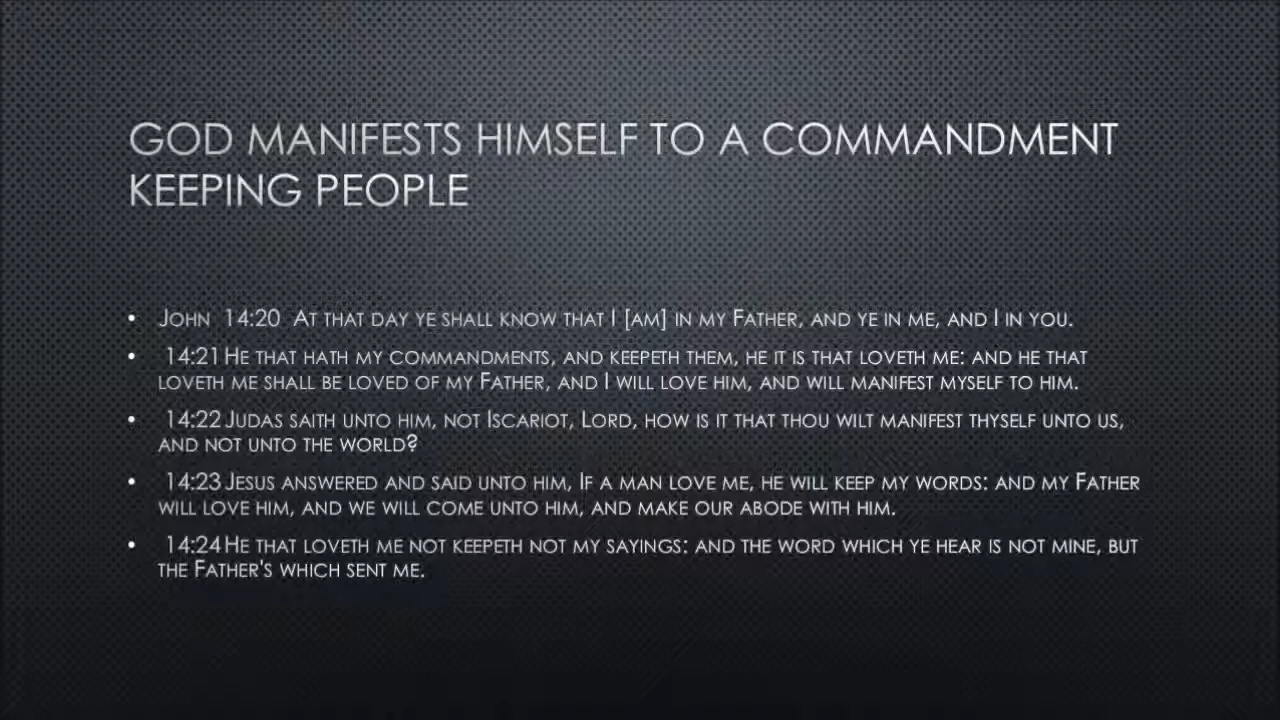 GOD MANIFESTS HIMSELF TO A COMMANDMENT
KEEPING PEOPLE
• John 14:20 At that day ye shall know that I [am] in my Father, and ye in me, and I in you.
• 14:21 He that hath my commandments, and keepeth them, he it is that loveth me: and he that
loveth me shall be loved of my Father, and I will love him, and will manifest myself to him.
• 14:22 Judas saith unto him, not Iscariot, Lord, how is it that thou wilt manifest thyself unto us,
and not unto the world?
• 14:23 Jesus answered and said unto him, If a man love me, he will keep my words: and my Father
will love him, and we will come unto him, and make our abode with him.
• 14:24 He that loveth me not keepeth not my sayings: and the word which ye hear is not mine, but
the Father's which sent me.